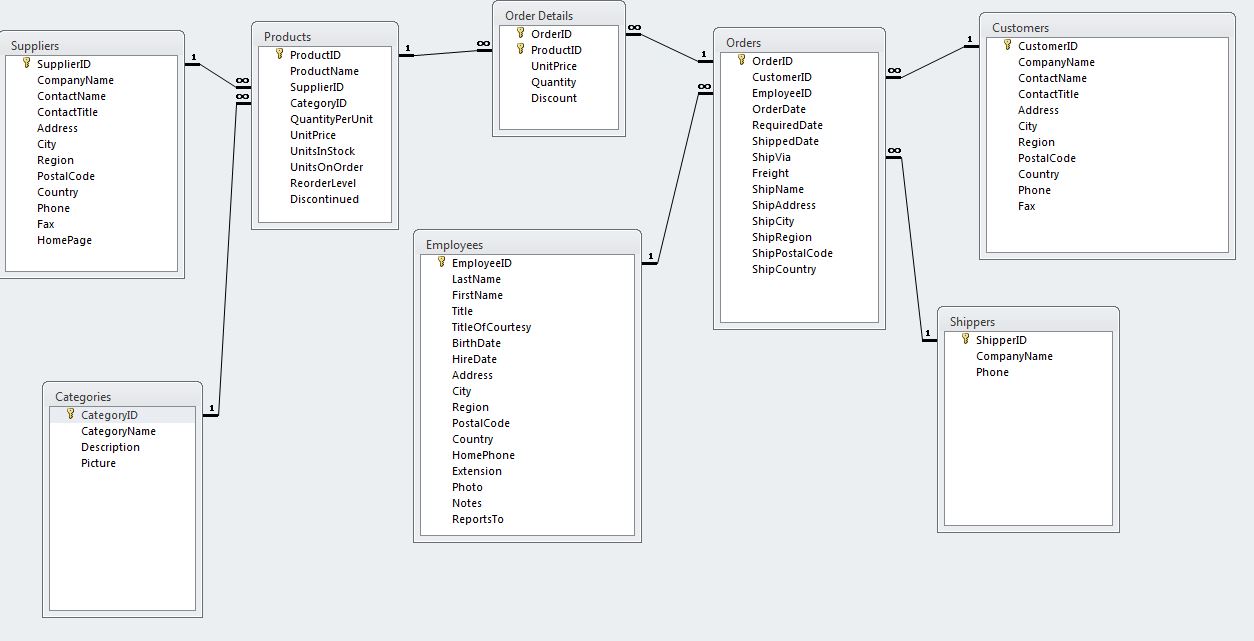 Suppliers
SupplierID
CompanyName
ContactName
ContactTitle
Address
City
Region
PostalCode
Country
Phone
Fax
HomePage
1
∞
∞
Products
ProductID
ProductName
SupplierID
CategoryID
QuantityPerUnit
UnitPrice
UnitsInStock
UnitsOnOrder
ReorderLevel
Discontinued
1
∞
Order Details
OrderID
ProductID
UnitPrice
Quantity
Discount
∞
1
∞
Orders
OrderID
CustomerID
EmployeeID
OrderDate
RequiredDate
ShippedDate
ShipVia
Freight
ShipName
ShipAddress
ShipCity
ShipRegion
ShipPostalCode
ShipCountry
∞
∞
1
Customers
CustomerID
CompanyName
ContactName
ContactTitle
Address
City
Region
PostalCode
Country
Phone
Fax
Employees
EmployeeID
LastName
FirstName
Title
TitleOfCourtesy
BirthDate
HireDate
Address
City
Region
PostalCode
Country
HomePhone
Extension
Photo
Notes
ReportsTo
1
1
Shippers
ShipperID
CompanyName
Phone
Categories
CategoryID
CategoryName
Description
Picture
1